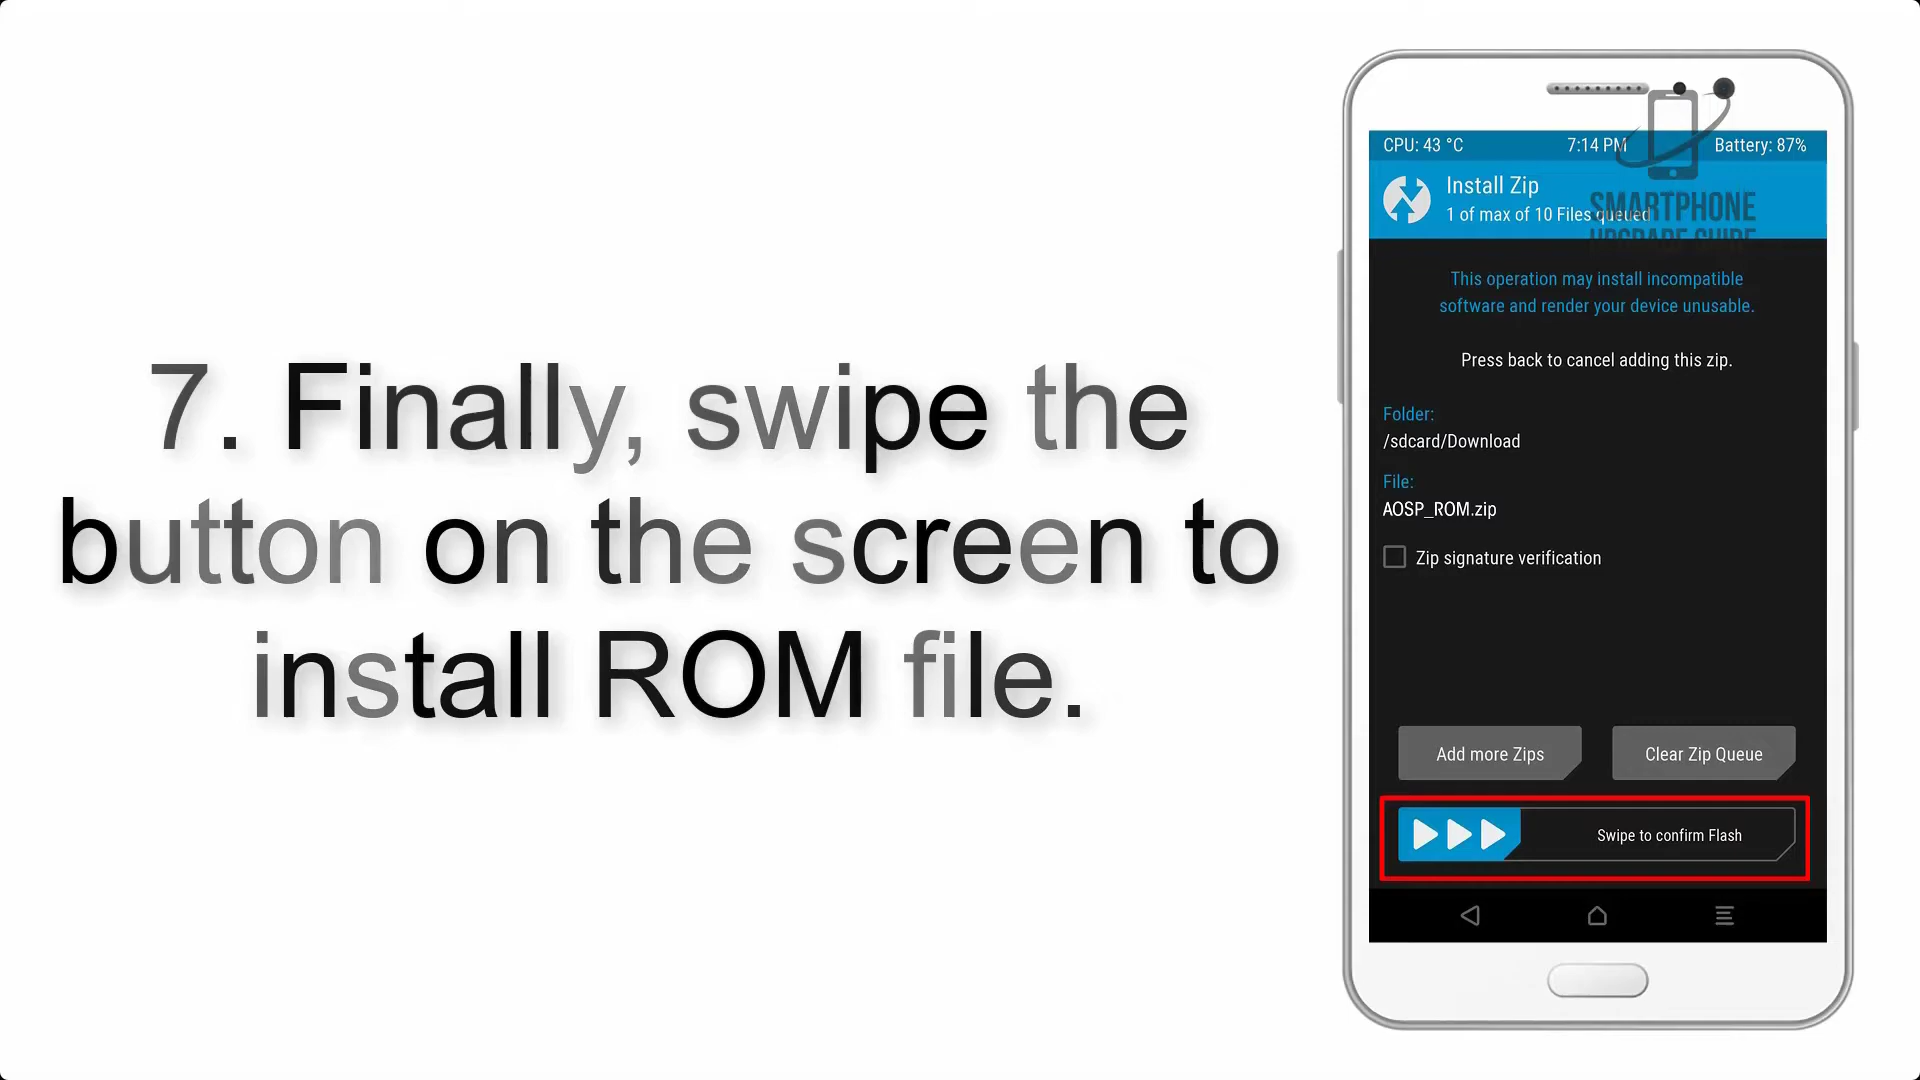 7. Finally, swipe the
button on the screen to
install ROM file.
CPU: 43 °C 7:14 PM Battery: 87%
Install Zip
1 of max of 10 Files queued
SMARTPHONE
UPGRADE GUIDE
This operation may install incompatible
software and render your device unusable.
Press back to cancel adding this zip.
Folder:
/sdcard/Download
File:
AOSP_ROM.zip
Zip signature verification
Add more Zips Clear Zip Queue
Swipe to confirm Flash